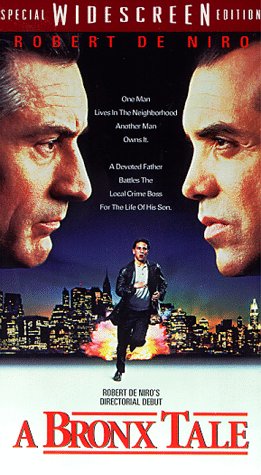 SPECIAL WIDESCREEN EDITION
ROBERT DE NIRO
One Man
Lives In The Neighborhood
Another Man
Owns It.
A Devoted Father
Battles The
Local Crime Boss
For The Life Of His Son.
ROBERT DE NIRO'S
DIRECTORIAL DEBUT
A BRONX TALE